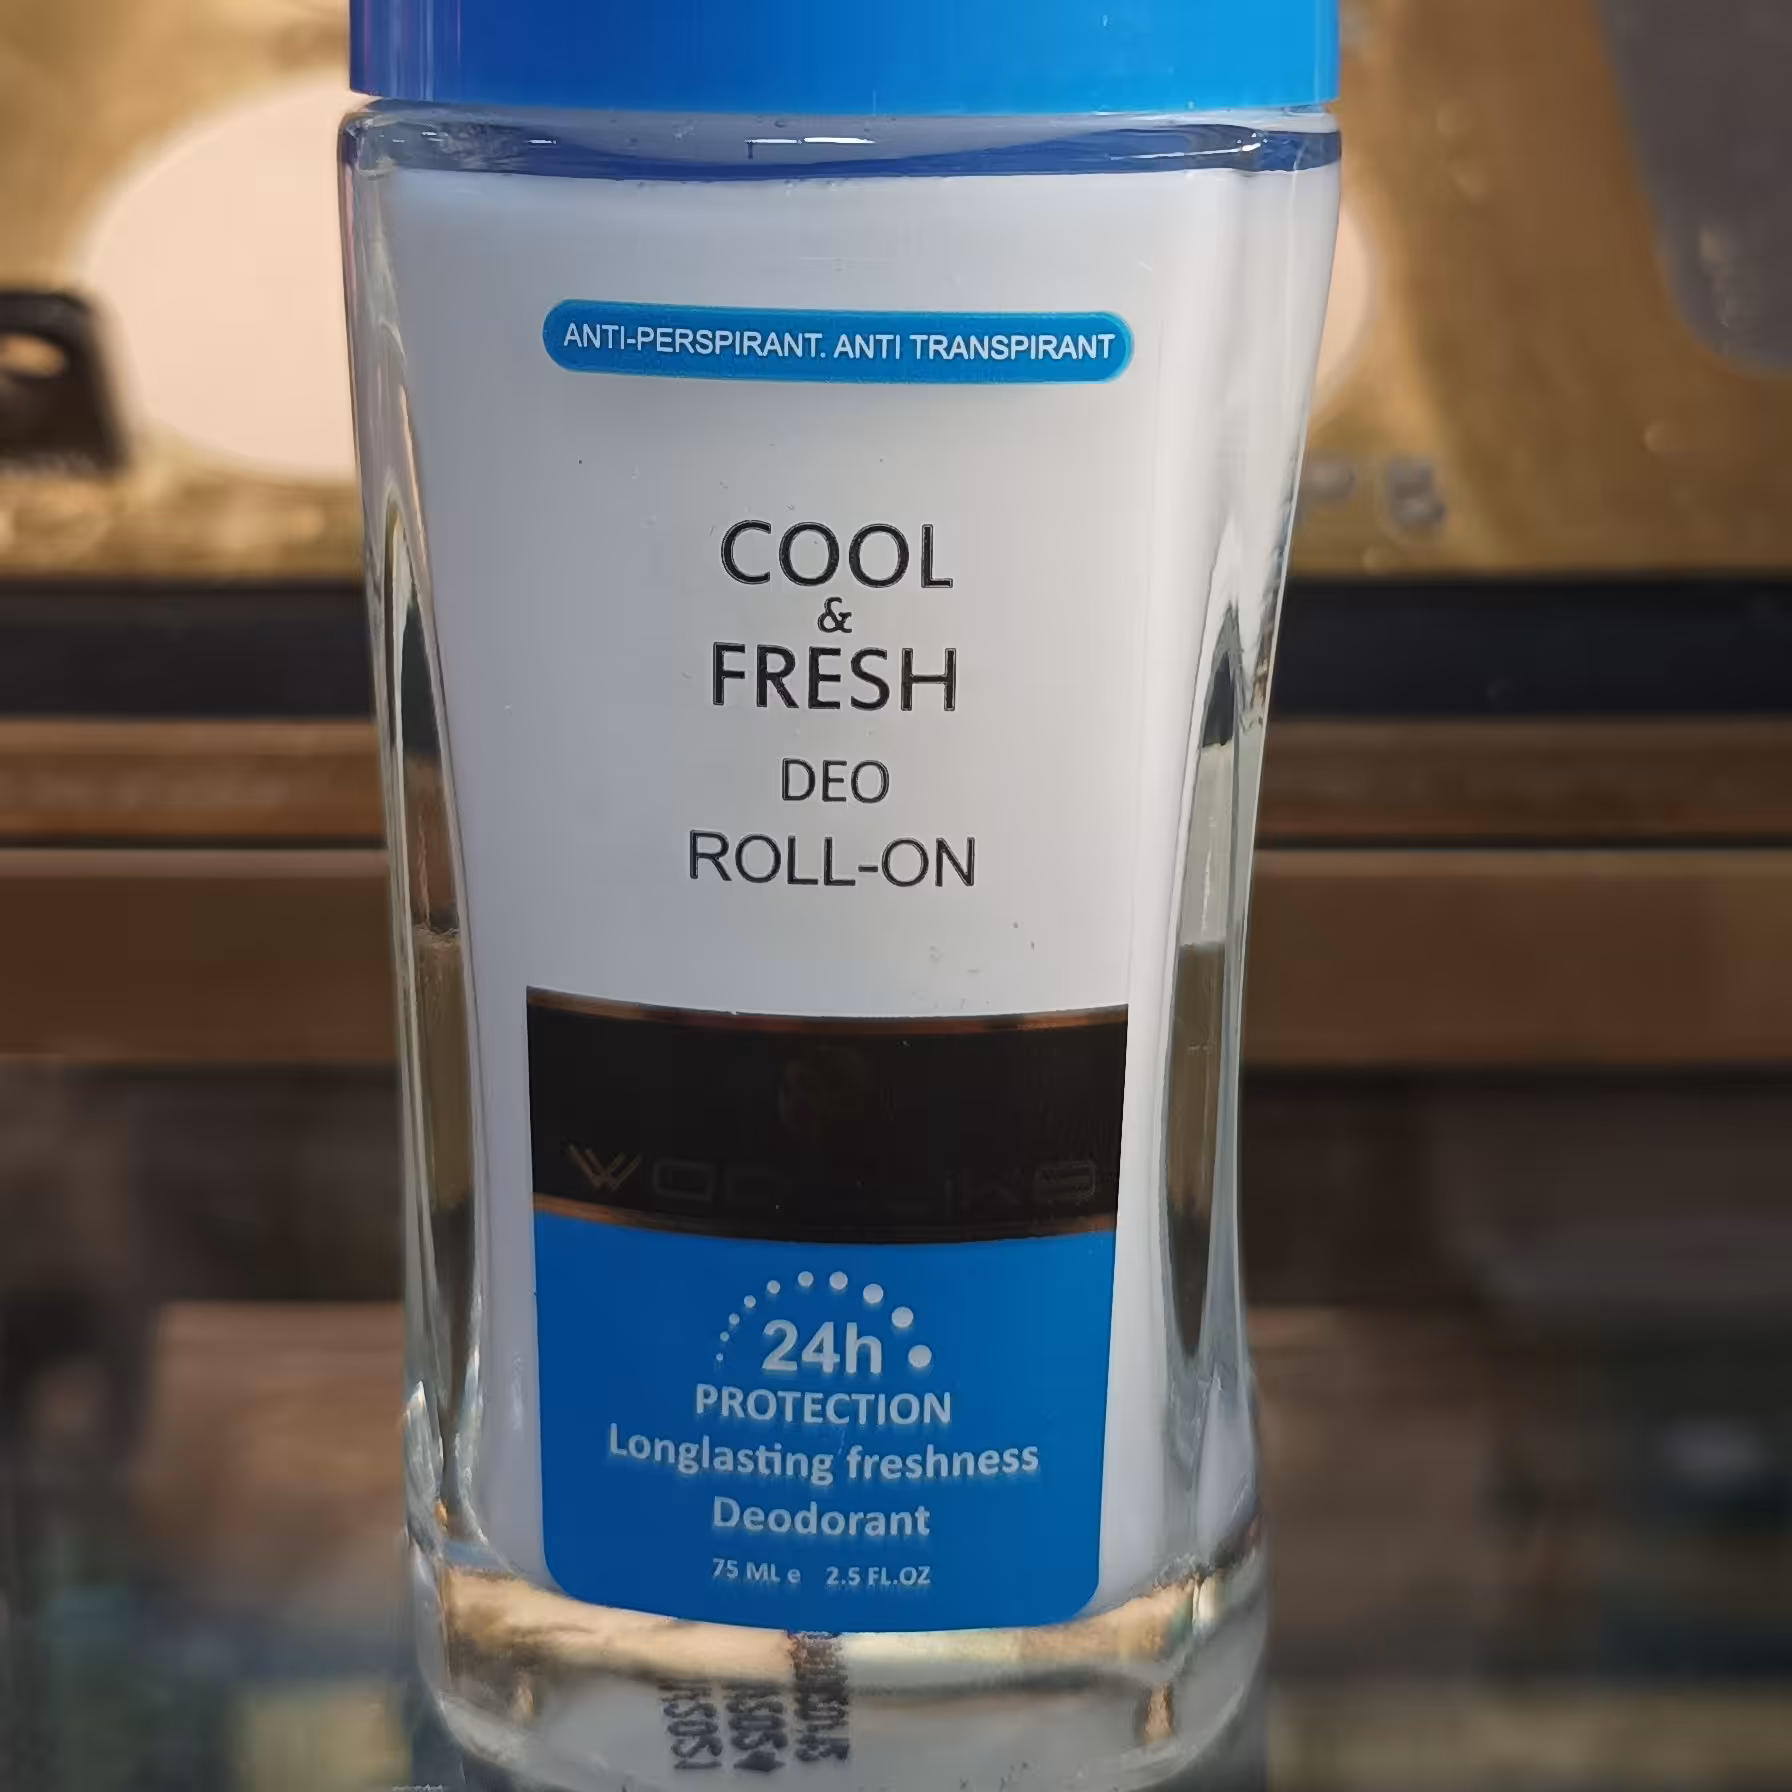 ANTI-PERSPIRANT. ANTI TRANSPIRANT
COOL
&
FRESH
DEO
ROLL-ON
24h
PROTECTION
Longlasting freshness
Deodorant
75 ML e 2.5 FL.OZ